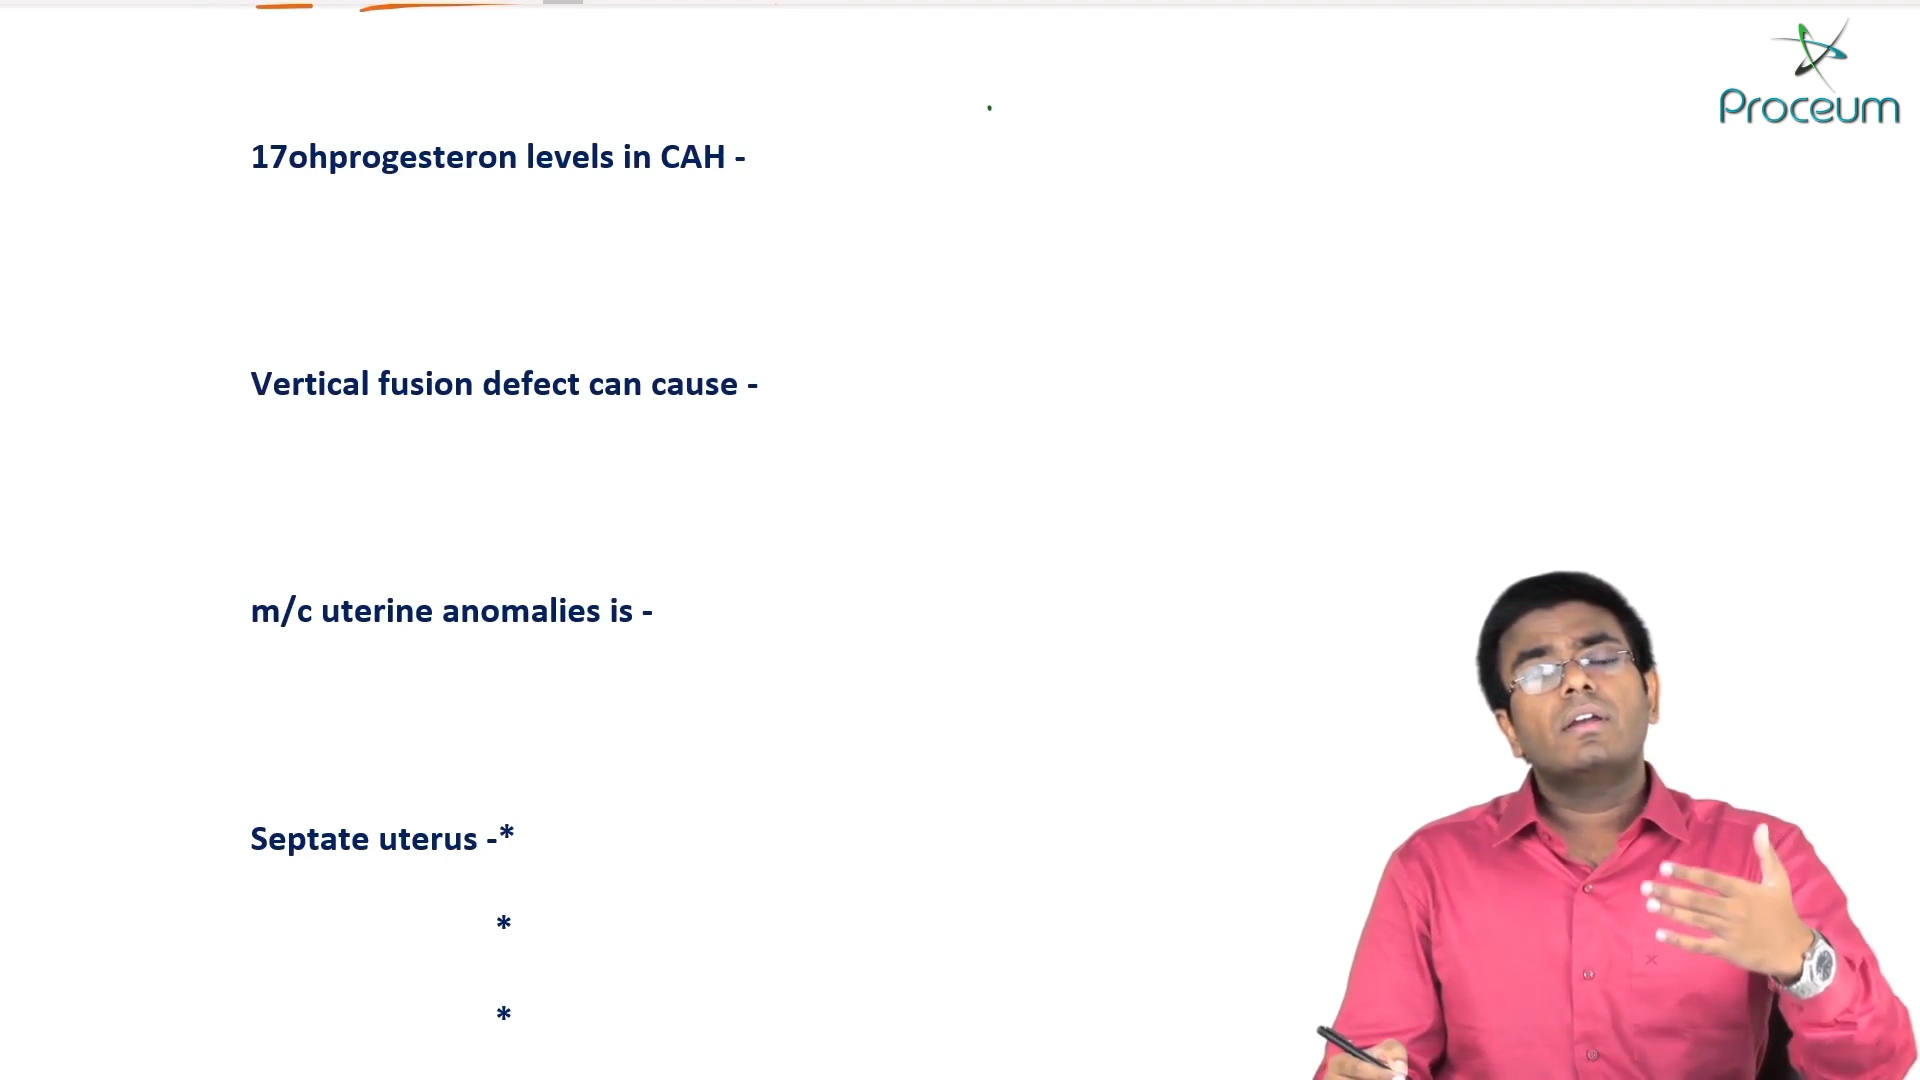 Proceum
17ohprogesteron levels in CAH -
Vertical fusion defect can cause -
m/c uterine anomalies is -
Septate uterus -*
*
*